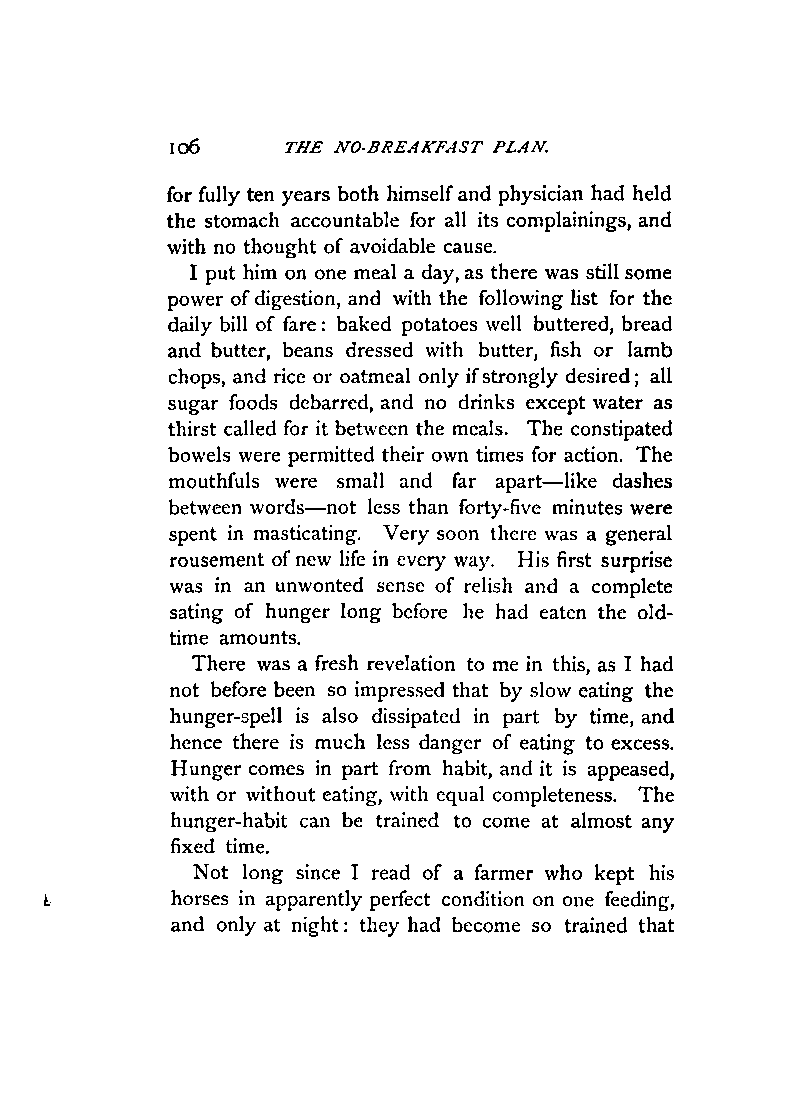 106 THE NO-BREAKFAST PLAN.
for fully ten years both himself and physician had held
the stomach accountable for all its complainings, and
with no thought of avoidable cause.
I put him on one meal a day, as there was still some
power of digestion, and with the following list for the
daily bill of fare: baked potatoes well buttered, bread
and butter, beans dressed with butter, fish or lamb
chops, and rice or oatmeal only if strongly desired; all
sugar foods debarred, and no drinks except water as
thirst called for it between the meals. The constipated
bowels were permitted their own times for action. The
mouthfuls were small and far apart—like dashes
between words—not less than forty-five minutes were
spent in masticating. Very soon there was a general
rousement of new life in every way. His first surprise
was in an unwonted sense of relish and a complete
sating of hunger long before he had eaten the old-
time amounts.
There was a fresh revelation to me in this, as I had
not before been so impressed that by slow eating the
hunger-spell is also dissipated in part by time, and
hence there is much less danger of eating to excess.
Hunger comes in part from habit, and it is appeased,
with or without eating, with equal completeness. The
hunger-habit can be trained to come at almost any
fixed time.
Not long since I read of a farmer who kept his
horses in apparently perfect condition on one feeding,
and only at night: they had become so trained that